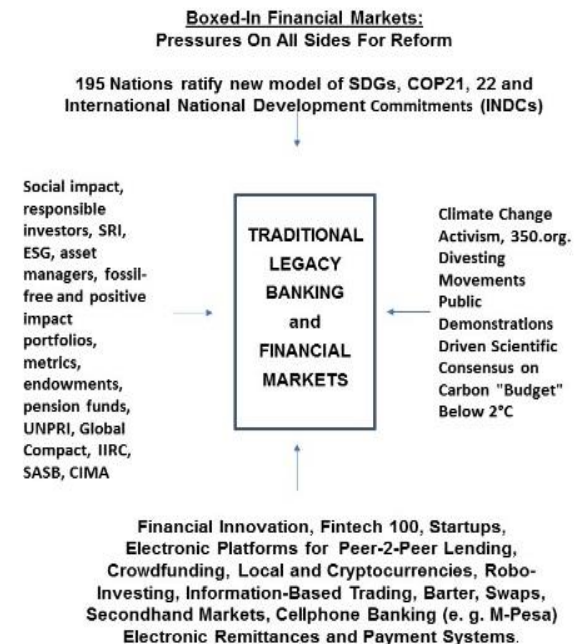 Boxed-In Financial Markets:
Pressures On All Sides For Reform
195 Nations ratify new model of SDGs, COP21, 22 and
International National Development Commitments (INDCs)
Social impact,
responsible
investors, SRI,
ESG, asset
managers, fossil-
free and positive
impact
portfolios,
metrics,
endowments,
pension funds,
UNPRI, Global
Compact, IIRC,
SASB, CIMA
TRADITIONAL
LEGACY
BANKING
and
FINANCIAL
MARKETS
Climate Change
Activism, 350.org.
Divesting
Movements
Public
Demonstrations
Driven Scientific
Consensus on
Carbon "Budget"
Below 2°C
Financial Innovation, Fintech 100, Startups,
Electronic Platforms for Peer-2-Peer Lending,
Crowdfunding, Local and Cryptocurrencies, Robo-
Investing, Information-Based Trading, Barter, Swaps,
Secondhand Markets, Cellphone Banking (e. g. M-Pesa)
Electronic Remittances and Payment Systems.